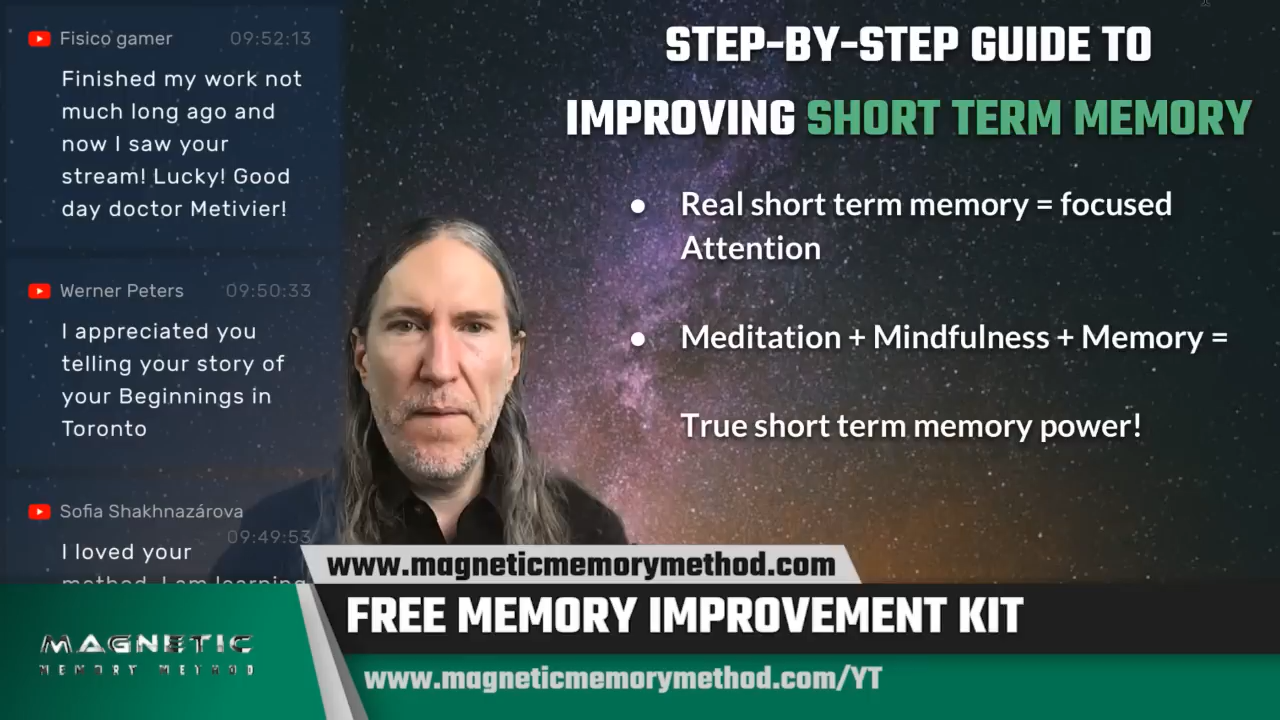 Fisico gamer 09:52:13
Finished my work not
much long ago and
now I saw your
stream! Lucky! Good
day doctor Metivier!
Werner Peters 09:50:33
I appreciated you
telling your story of
your Beginnings in
Toronto
Sofia Shakhnazárova
09:49:53
I loved your
method. I am learning
STEP-BY-STEP GUIDE TO
IMPROVING SHORT TERM MEMORY
● Real short term memory = focused
Attention
● Meditation + Mindfulness + Memory =
True short term memory power!
www.magneticmemorymethod.com
FREE MEMORY IMPROVEMENT KIT
MAGNETIC
MEMORY METHOD
www.magneticmemorymethod.com/YT